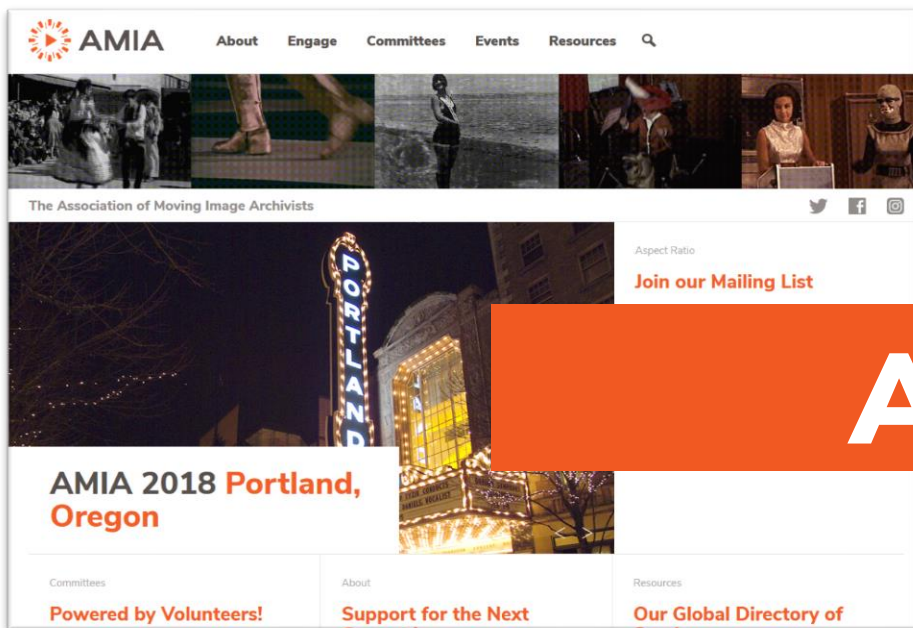 AMIA
About Engage Committees Events Resources
The Association of Moving Image Archivists
PORTLAND
Aspect Ratio
Join our Mailing List
A
AMIA 2018 Portland,
Oregon
Committees
Powered by Volunteers!
About
Support for the Next
Resources
Our Global Directory of